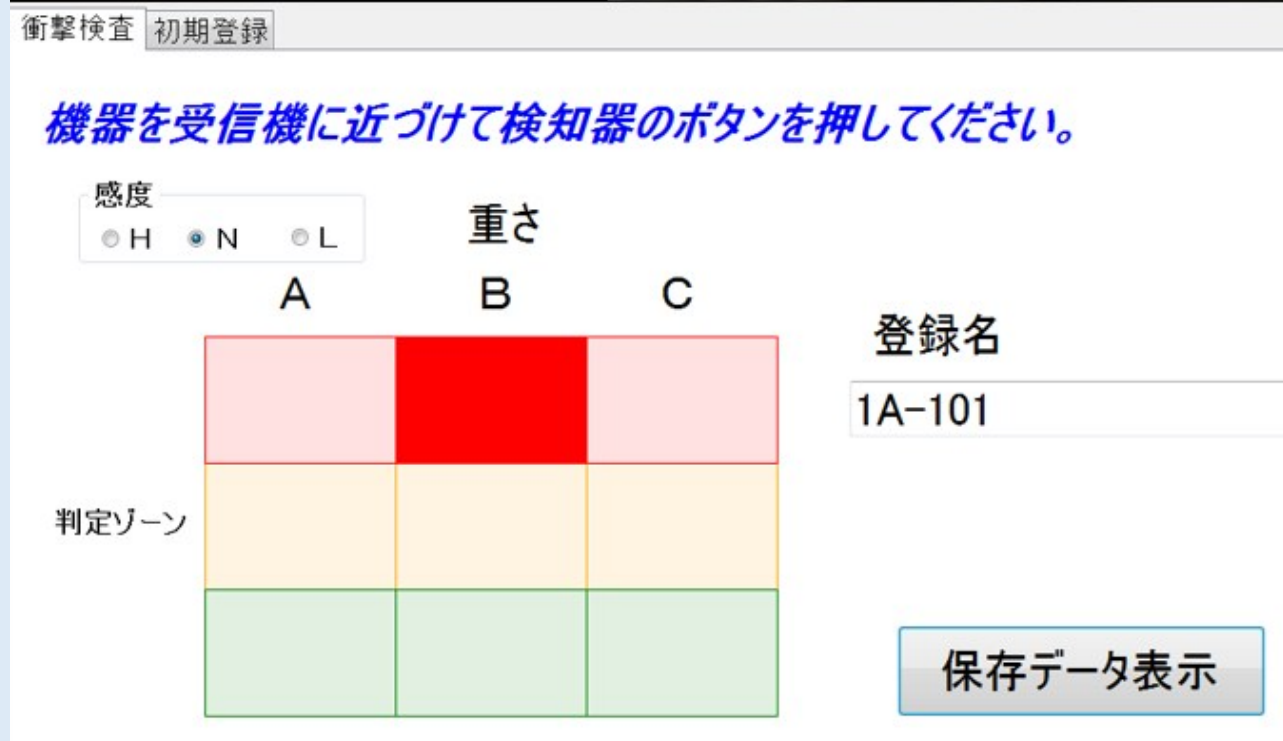 衝撃検査 初期登録
機器を受信機に近づけて検知器のボタンを押してください。
感度
H N L
重さ
A B C
登録名
1A-101
判定ゾーン
保存データ表示